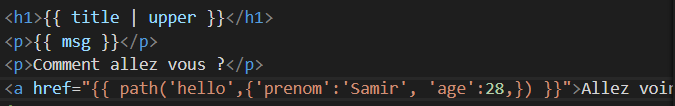 <h1>{{ title | upper }}</h1>
<p>{{ msg }}</p>
<p>Comment allez vous ?</p>
<a href="{{ path('hello',{'prenom':'Samir', 'age':28,}) }}">Allez voir